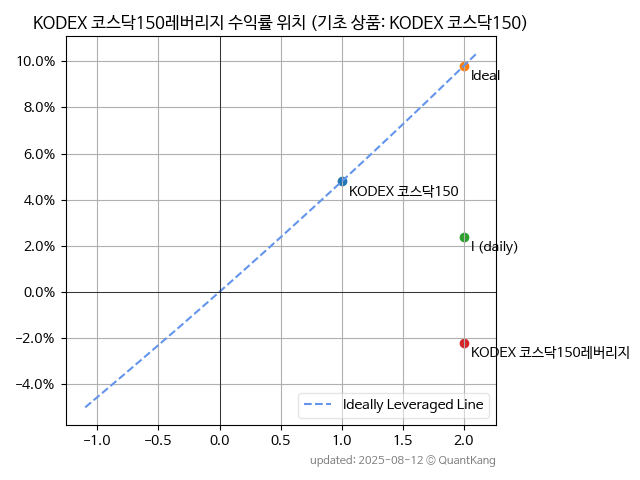 KODEX 코스닥150레버리지 수익률 위치 (기초 상품: KODEX 코스닥150)
10.0%
Ideal
8.0%
6.0%
KODEX 코스닥150
4.0%
2.0%
I (daily)
0.0%
−2.0%
KODEX 코스닥150레버리지
−4.0%
Ideally Leveraged Line
−1.0 −0.5 0.0 0.5 1.0 1.5 2.0
updated: 2025-08-12 © QuantKang